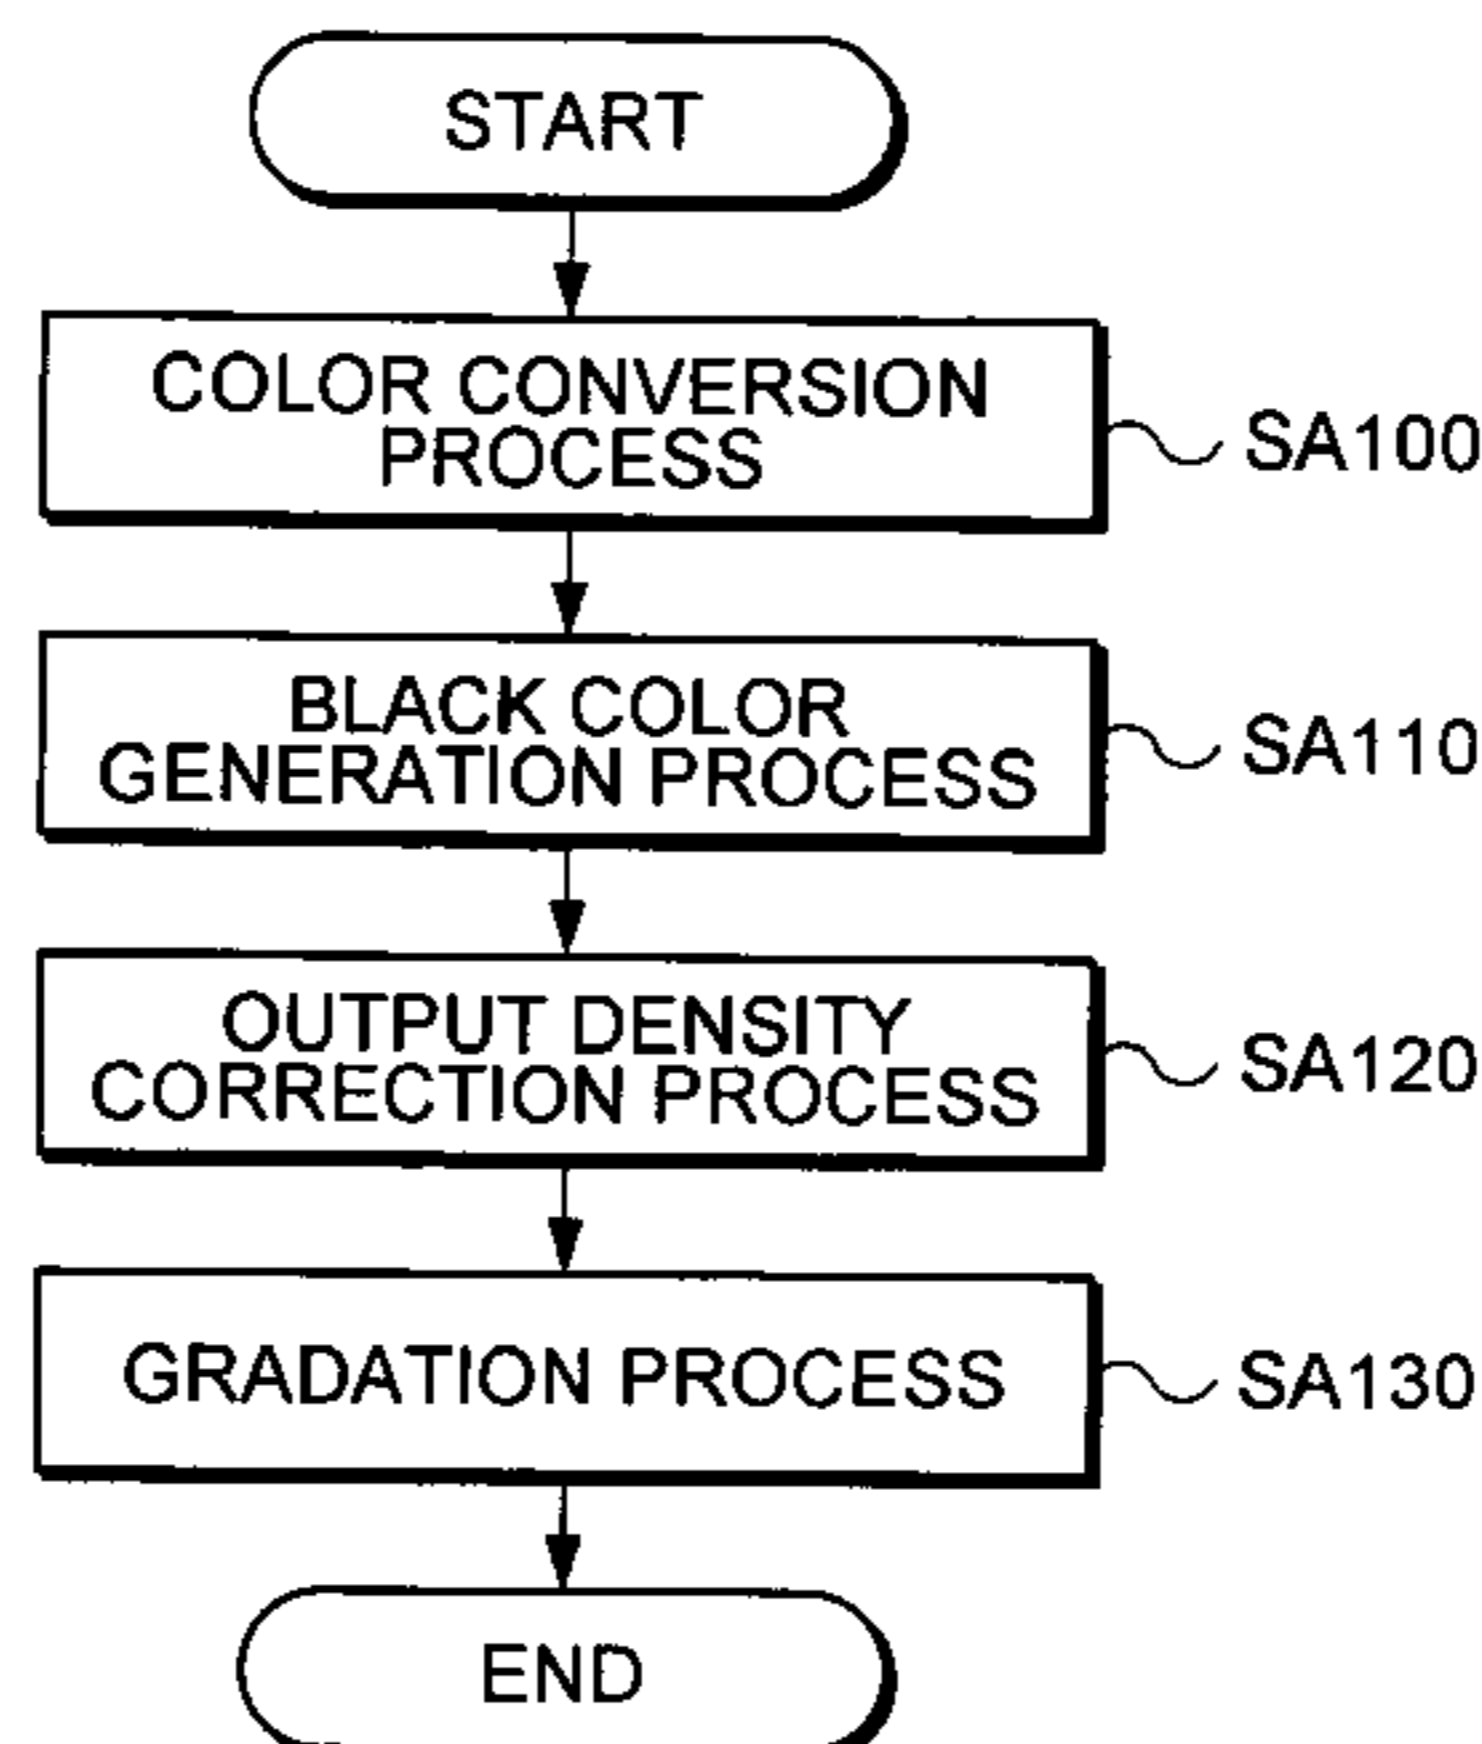 START
COLOR CONVERSION
PROCESS
SA100
BLACK COLOR
GENERATION PROCESS
SA110
OUTPUT DENSITY
CORRECTION PROCESS
SA120
GRADATION PROCESS
SA130
END